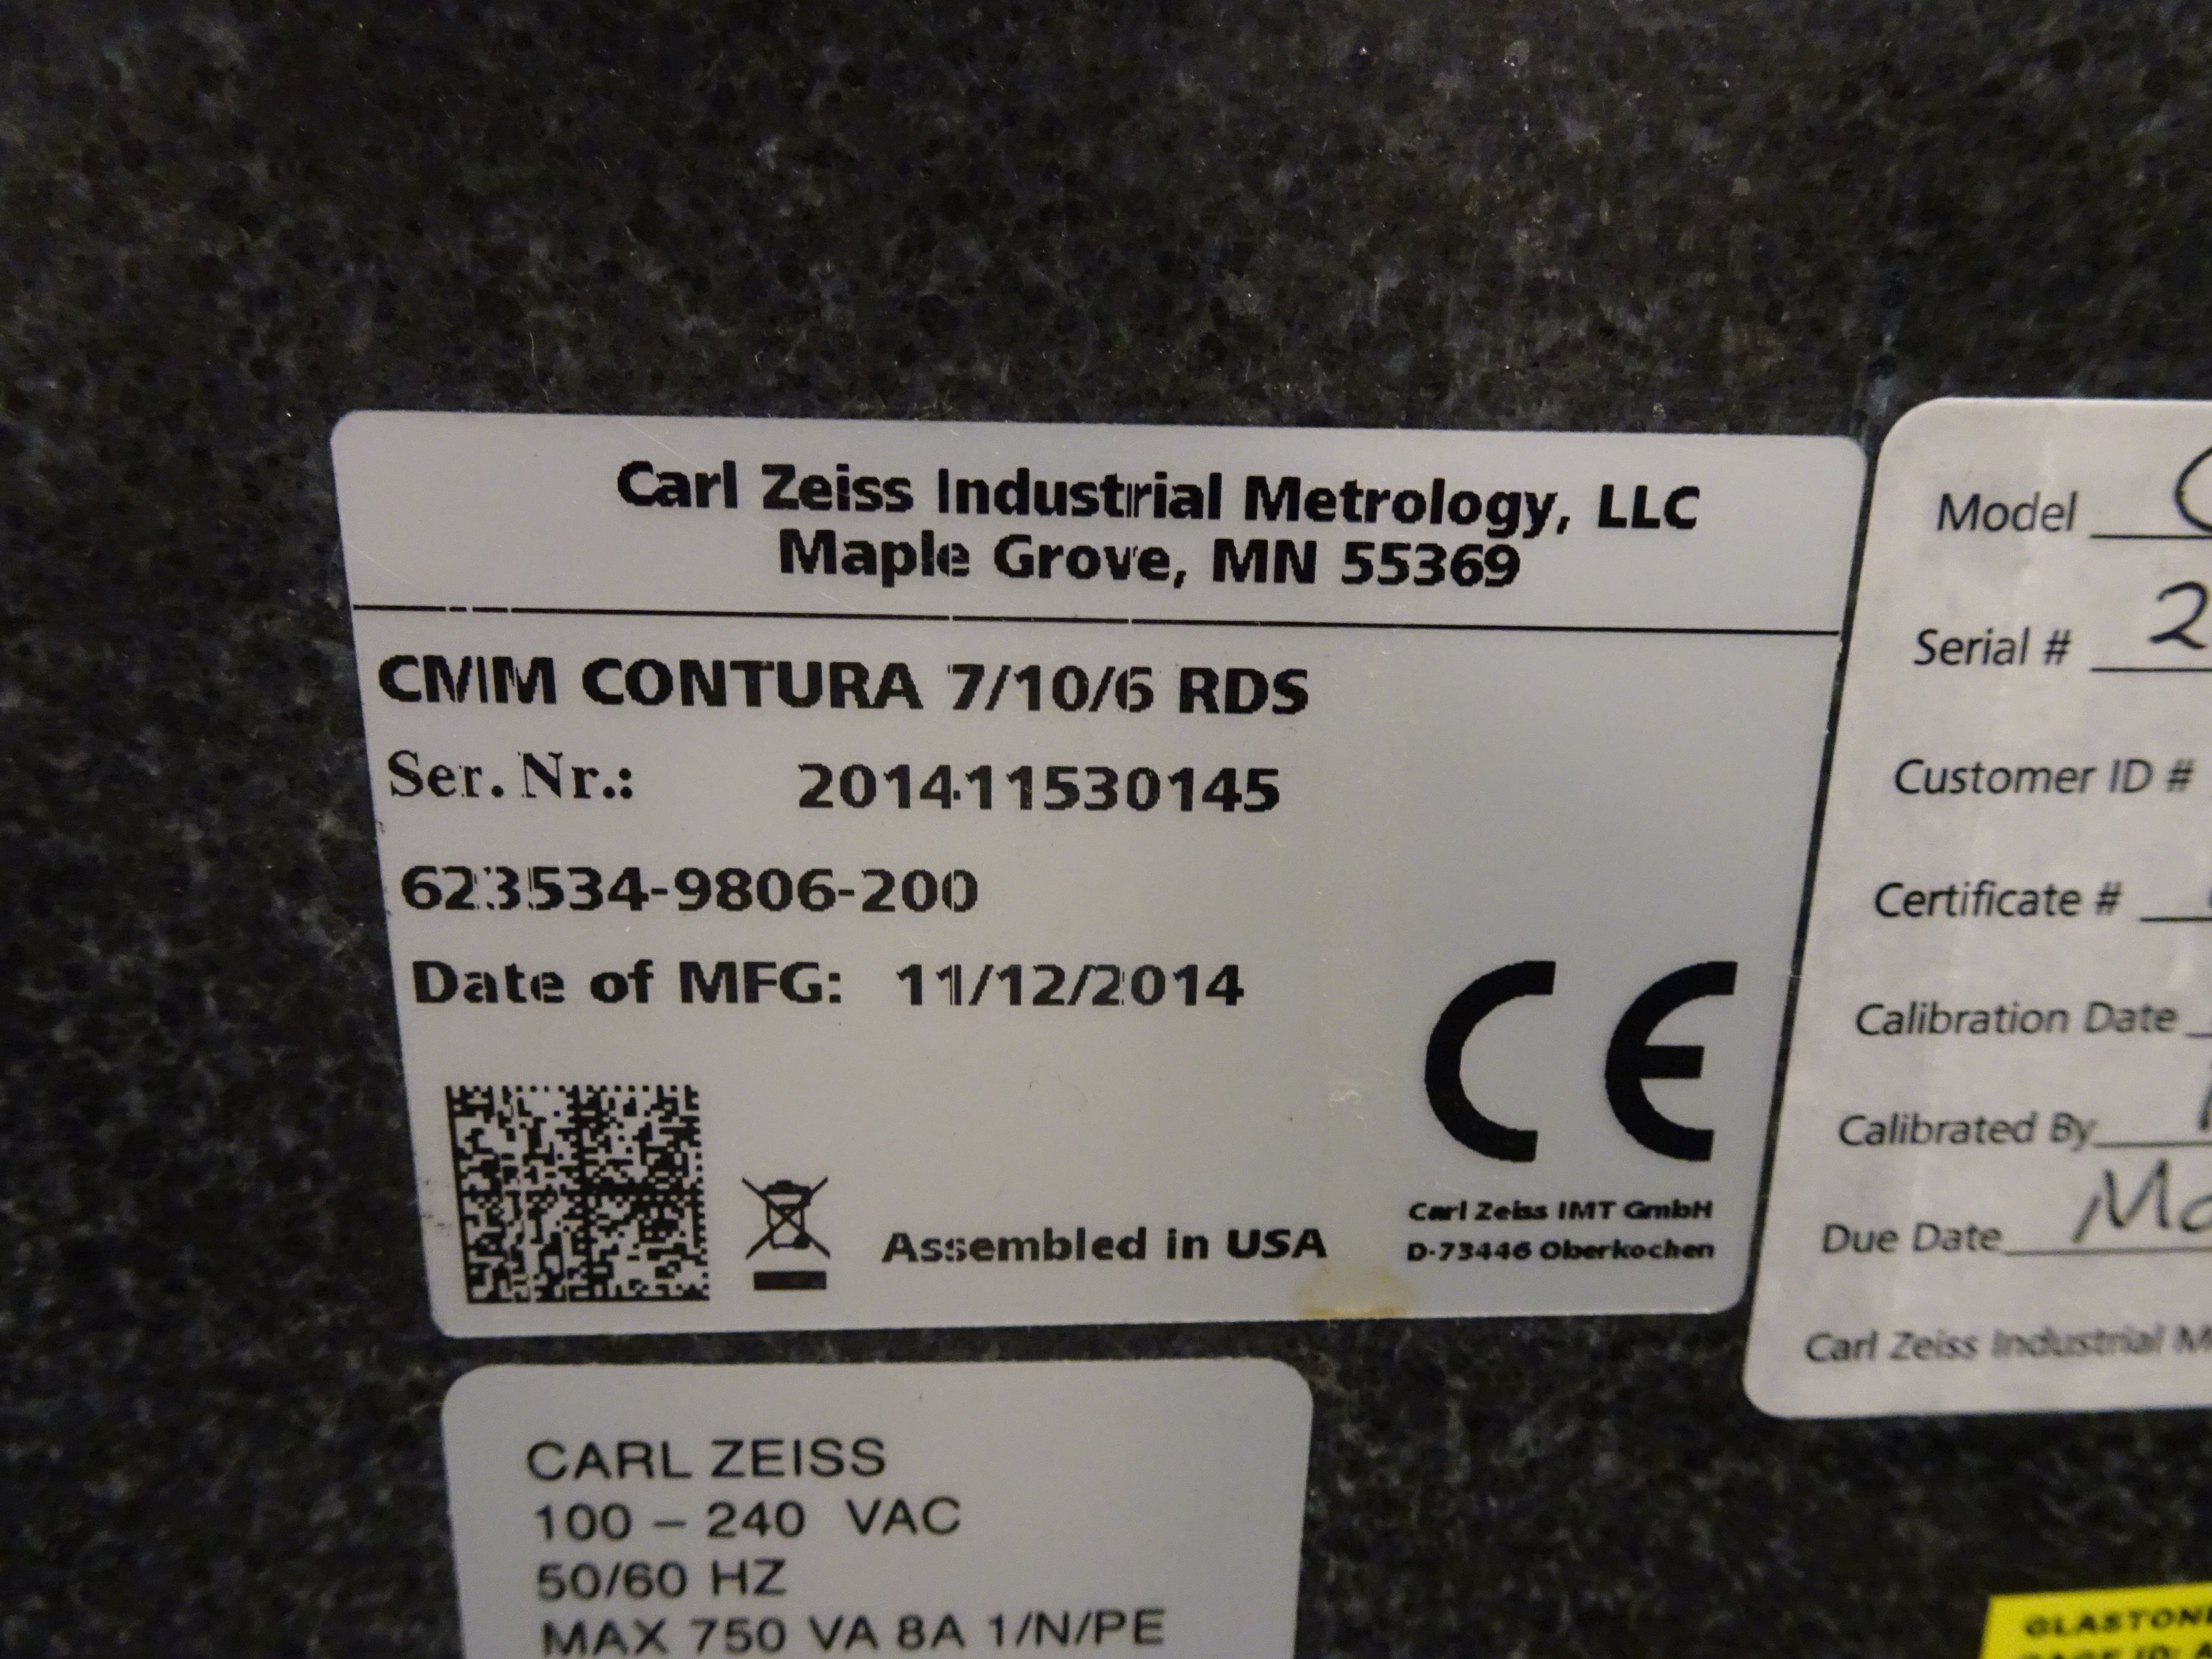 Carl Zeiss Industrial Metrology, LLC
Maple Grove, MN 55369
CMM CONTURA 7/10/6 RDS
Ser. Nr.: 201411530145
623534-9806-200
Date of MFG: 11/12/2014
CE
Assembled in USA
Carl Zeiss IMT GmbH
D-73446 Oberkochen
CARL ZEISS
100 – 240 VAC
50/60 HZ
MAX 750 VA 8A 1/N/PE
Model
Serial # 2
Customer ID #
Certificate #
Calibration Date
Calibrated By
Due Date
Carl Zeiss Industrial